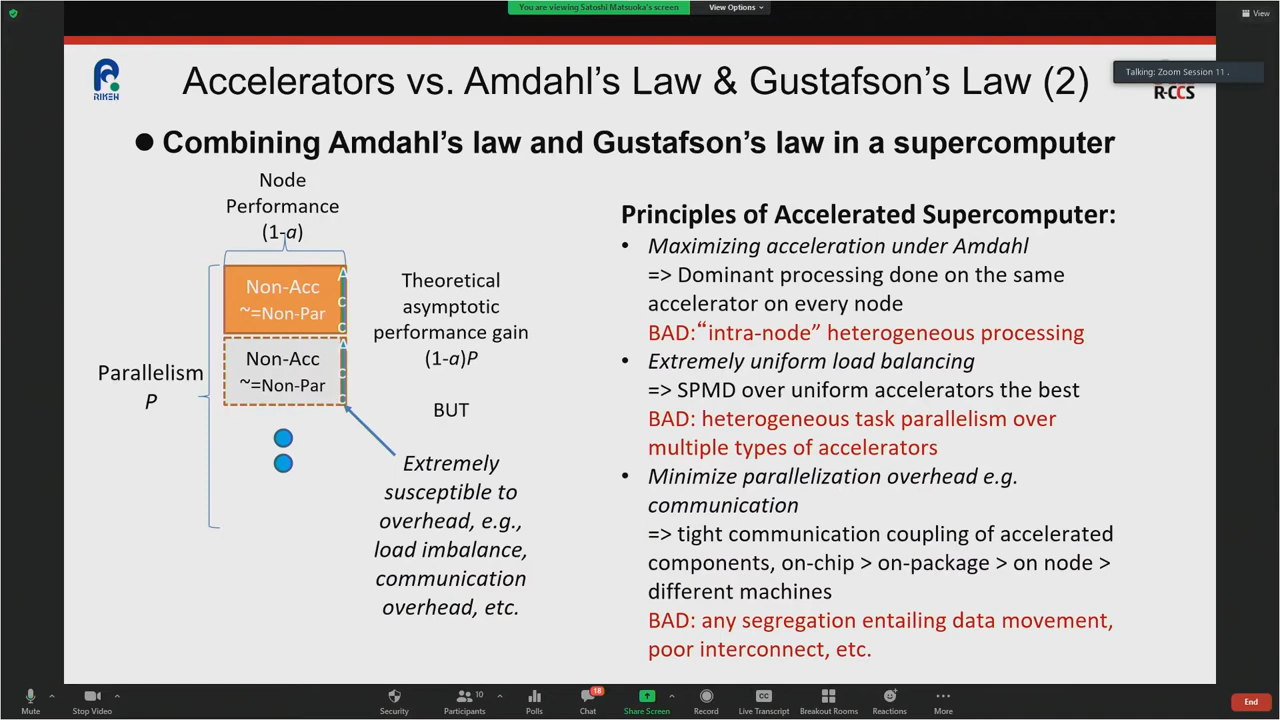 You are viewing Satoshi Matsuoka's screen
View Options
View
RIKEN
Accelerators vs. Amdahl's Law & Gustafson's Law (2)
Talking: Zoom Session 11 .
R-CCS
● Combining Amdahl's law and Gustafson's law in a supercomputer
Node
Performance
(1-a)
Non-Acc
~=Non-Par
A
c
c
Non-Acc
~=Non-Par
A
c
c
Parallelism
P
Theoretical
asymptotic
performance gain
(1-a)P
BUT
Extremely
susceptible to
overhead, e.g.,
load imbalance,
communication
overhead, etc.
Principles of Accelerated Supercomputer:
• Maximizing acceleration under Amdahl
=> Dominant processing done on the same
accelerator on every node
BAD:“intra-node” heterogeneous processing
• Extremely uniform load balancing
=> SPMD over uniform accelerators the best
BAD: heterogeneous task parallelism over
multiple types of accelerators
• Minimize parallelization overhead e.g.
communication
=> tight communication coupling of accelerated
components, on-chip > on-package > on node >
different machines
BAD: any segregation entailing data movement,
poor interconnect, etc.
Mute
Stop Video
Security
Participants
10
Polls
Chat
18
Share Screen
Record
CC
Live Transcript
Breakout Rooms
Reactions
More
End